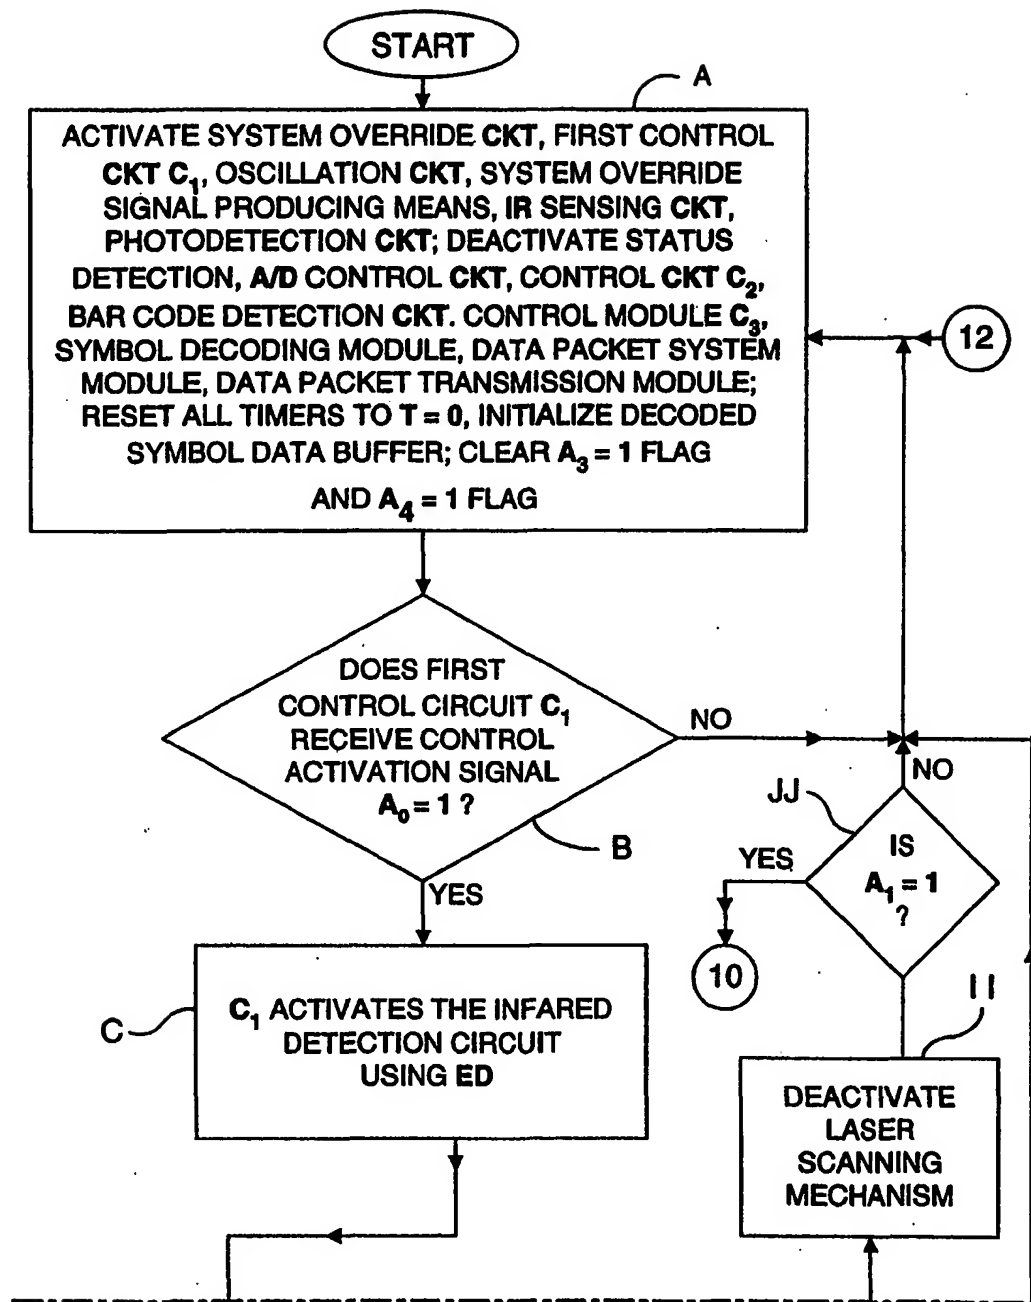 START
A
ACTIVATE SYSTEM OVERRIDE CKT, FIRST CONTROL
CKT C₁, OSCILLATION CKT, SYSTEM OVERRIDE
SIGNAL PRODUCING MEANS, IR SENSING CKT,
PHOTODETECTION CKT; DEACTIVATE STATUS
DETECTION, A/D CONTROL CKT, CONTROL CKT C₂,
BAR CODE DETECTION CKT. CONTROL MODULE C₃,
SYMBOL DECODING MODULE, DATA PACKET SYSTEM
MODULE, DATA PACKET TRANSMISSION MODULE;
RESET ALL TIMERS TO T = 0, INITIALIZE DECODED
SYMBOL DATA BUFFER; CLEAR A₃ = 1 FLAG
AND A₄ = 1 FLAG
12
DOES FIRST
CONTROL CIRCUIT C₁
RECEIVE CONTROL
ACTIVATION SIGNAL
A₀ = 1 ?
NO
B
YES
NO
JJ
IS
A₁ = 1
?
YES
10
C
C₁ ACTIVATES THE INFARED
DETECTION CIRCUIT
USING ED
II
DEACTIVATE
LASER
SCANNING
MECHANISM